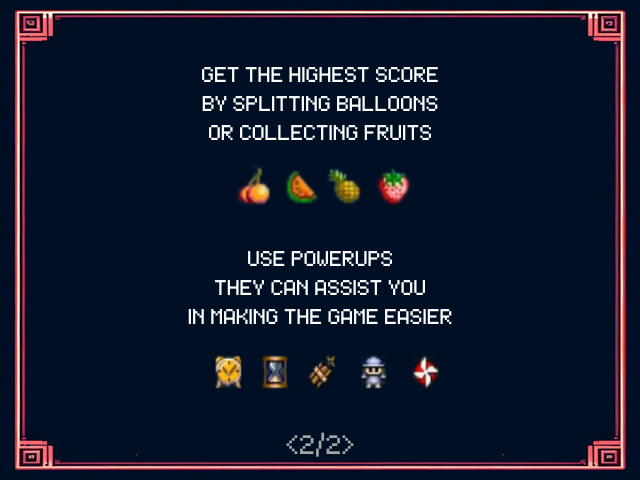 GET THE HIGHEST SCORE
BY SPLITTING BALLOONS
OR COLLECTING FRUITS
USE POWERUPS
THEY CAN ASSIST YOU
IN MAKING THE GAME EASIER
<2/2>